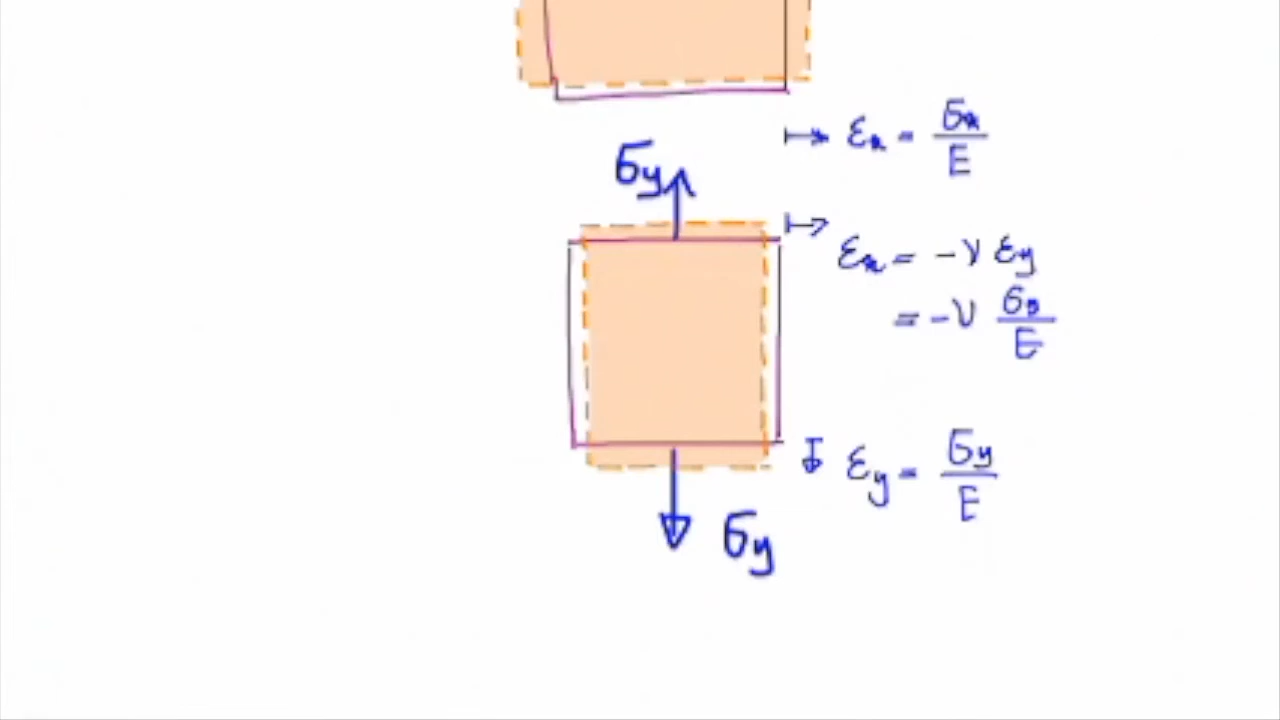 εx = σx/E
σy
εx = -ν εy
= -ν σy/E
εy = σy/E
σy